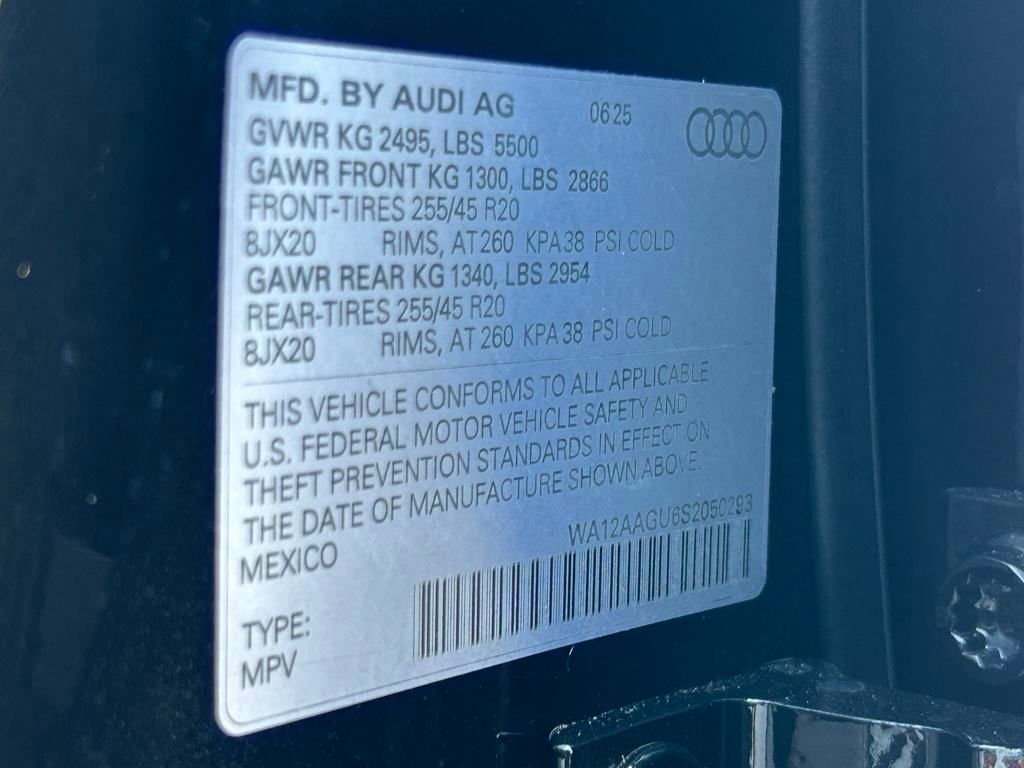 MFD. BY AUDI AG 06 25
GVWR KG 2495, LBS 5500
GAWR FRONT KG 1300, LBS 2866
FRONT-TIRES 255/45 R20
8JX20 RIMS, AT 260 KPA 38 PSI COLD
GAWR REAR KG 1340, LBS 2954
REAR-TIRES 255/45 R20
8JX20 RIMS, AT 260 KPA 38 PSI COLD
THIS VEHICLE CONFORMS TO ALL APPLICABLE
U.S. FEDERAL MOTOR VEHICLE SAFETY AND
THEFT PREVENTION STANDARDS IN EFFECT ON
THE DATE OF MANUFACTURE SHOWN ABOVE.
MEXICO WA12AAGU6S2050293
TYPE:
MPV